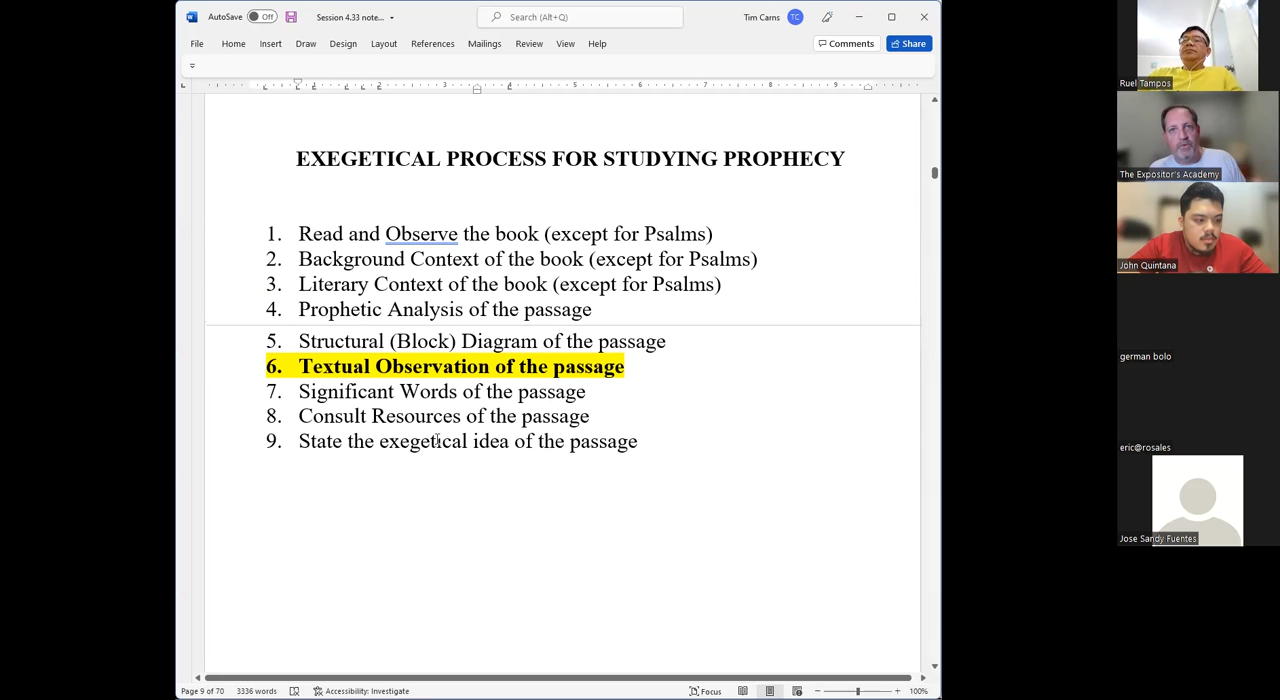 AutoSave Off Session 4.33 note... Search (Alt+Q) Tim Carns TC
File Home Insert Draw Design Layout References Mailings Review View Help Comments Share
3 5 6 7 8 9
EXEGETICAL PROCESS FOR STUDYING PROPHECY
1. Read and Observe the book (except for Psalms)
2. Background Context of the book (except for Psalms)
3. Literary Context of the book (except for Psalms)
4. Prophetic Analysis of the passage
5. Structural (Block) Diagram of the passage
6. Textual Observation of the passage
7. Significant Words of the passage
8. Consult Resources of the passage
9. State the exegetical idea of the passage
Page 9 of 70 3336 words Accessibility: Investigate Focus 100%
Ruel Tampos
The Expositor's Academy
John Quintana
german bolo
eric@rosales
Jose Sandy Fuentes